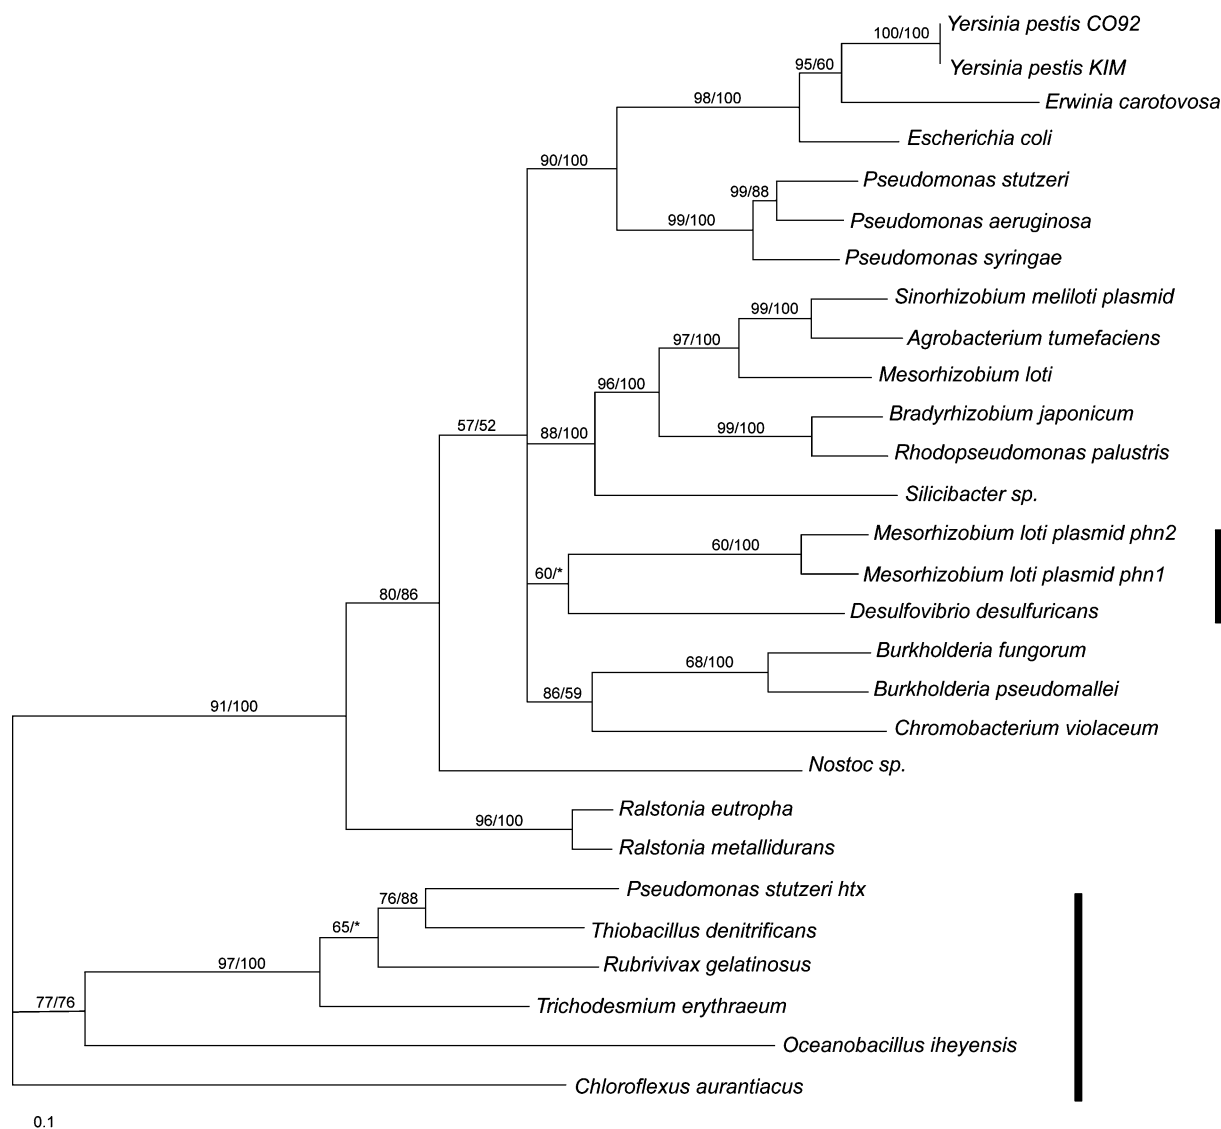 Yersinia pestis CO92
100/100
Yersinia pestis KIM
95/60
Erwinia carotovosa
98/100
Escherichia coli
90/100
Pseudomonas stutzeri
99/88
Pseudomonas aeruginosa
99/100
Pseudomonas syringae
Sinorhizobium meliloti plasmid
99/100
Agrobacterium tumefaciens
97/100
Mesorhizobium loti
96/100
Bradyrhizobium japonicum
57/52
88/100
99/100
Rhodopseudomonas palustris
Silicibacter sp.
Mesorhizobium loti plasmid phn2
60/100
Mesorhizobium loti plasmid phn1
60/*
80/86
Desulfovibrio desulfuricans
Burkholderia fungorum
68/100
Burkholderia pseudomallei
86/59
91/100
Chromobacterium violaceum
Nostoc sp.
Ralstonia eutropha
96/100
Ralstonia metallidurans
Pseudomonas stutzeri htx
76/88
65/*
Thiobacillus denitrificans
97/100
Rubrivivax gelatinosus
77/76
Trichodesmium erythraeum
Oceanobacillus iheyensis
Chloroflexus aurantiacus
0.1